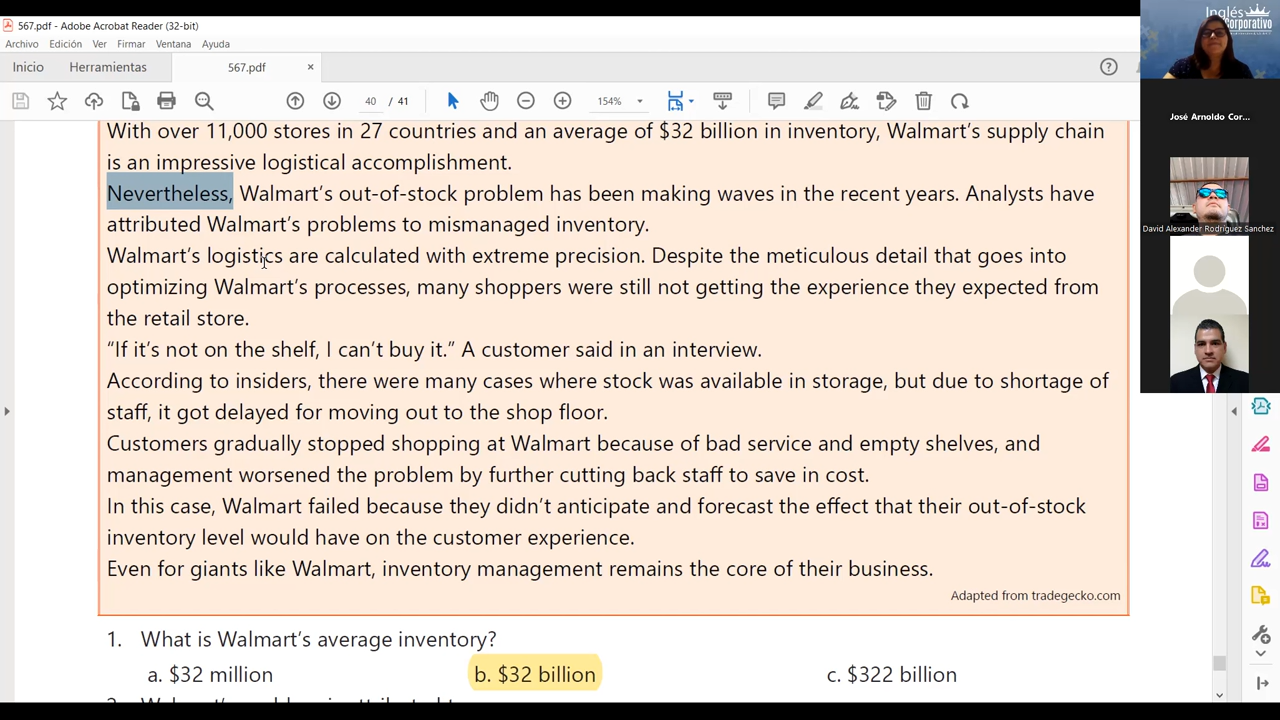 567.pdf - Adobe Acrobat Reader (32-bit)
Archivo Edición Ver Firmar Ventana Ayuda
Inicio Herramientas 567.pdf ×
40 / 41 154%
With over 11,000 stores in 27 countries and an average of $32 billion in inventory, Walmart's supply chain
is an impressive logistical accomplishment.
Nevertheless, Walmart's out-of-stock problem has been making waves in the recent years. Analysts have
attributed Walmart's problems to mismanaged inventory.
Walmart's logistics are calculated with extreme precision. Despite the meticulous detail that goes into
optimizing Walmart's processes, many shoppers were still not getting the experience they expected from
the retail store.
“If it's not on the shelf, I can't buy it.” A customer said in an interview.
According to insiders, there were many cases where stock was available in storage, but due to shortage of
staff, it got delayed for moving out to the shop floor.
Customers gradually stopped shopping at Walmart because of bad service and empty shelves, and
management worsened the problem by further cutting back staff to save in cost.
In this case, Walmart failed because they didn't anticipate and forecast the effect that their out-of-stock
inventory level would have on the customer experience.
Even for giants like Walmart, inventory management remains the core of their business.
Adapted from tradegecko.com
1. What is Walmart's average inventory?
a. $32 million b. $32 billion c. $322 billion
Inglés
Corporativo
José Arnoldo Cor...
David Alexander Rodríguez Sanchez